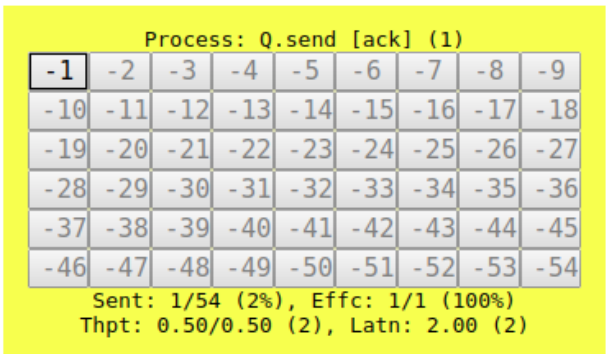 Process: Q.send [ack] (1)
-1 -2 -3 -4 -5 -6 -7 -8 -9
-10 -11 -12 -13 -14 -15 -16 -17 -18
-19 -20 -21 -22 -23 -24 -25 -26 -27
-28 -29 -30 -31 -32 -33 -34 -35 -36
-37 -38 -39 -40 -41 -42 -43 -44 -45
-46 -47 -48 -49 -50 -51 -52 -53 -54
Sent: 1/54 (2%), Effc: 1/1 (100%)
Thpt: 0.50/0.50 (2), Latn: 2.00 (2)